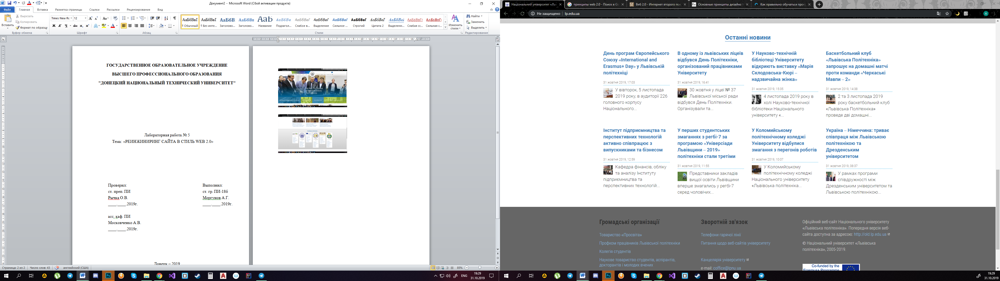 Документ2 - Microsoft Word (Сбой активации продукта)
Файл
Главная
Вставка
Разметка страницы
Ссылки
Рассылки
Рецензирование
Вид
Вставить
Вырезать
Копировать
Формат по образцу
Буфер обмена
Times New Rc
12
Ж К Ч
Шрифт
Абзац
АаБбВвГ
¶ Обычный
АаБбВвГ
¶ Без инте...
Заголово...
Заголово...
Название
Подзагол...
Слабое в...
Выделение
Сильное ...
Строгий
Цитата 2
Выделенн...
Слабая сс...
Сильная с...
Изменить
стили
Стили
Найти
Заменить
Выделить
Редактирование
ГОСУДАРСТВЕННОЕ ОБРАЗОВАТЕЛЬНОЕ УЧРЕЖДЕНИЕ
ВЫСШЕГО ПРОФЕССИОНАЛЬНОГО ОБРАЗОВАНИЯ
"ДОНЕЦКИЙ НАЦИОНАЛЬНЫЙ ТЕХНИЧЕСКИЙ УНИВЕРСИТЕТ"
Лабораторная работа № 5
Тема: «РЕИНЖИНИРИНГ САЙТА В СТИЛЬ WEB 2.0»
Проверил:
ст. преп. ПИ
Рычка О.В.
____.____.2019г.
асс, каф. ПИ
Московченко А.В.
____.____.2019г.
Выполнил:
ст. гр. ПИ-18б
Моргунов А.Г.
____.____.2019г.
Донецк – 2019
Страница: 2 из 2
Число слов: 43
английский (США)
85%
ENG
19:29
31.10.2019
Національний університет «Льв
принципы web 2.0 - Поиск в Go
Веб 2.0 - Интернет второго пок
Основные принципы дизайна
Как правильно обучаться прог
Не защищено
lp.edu.ua
Останні новини
День програм Європейського
Союзу «International and
Erasmus+ Day» у Львівській
політехніці
31 жовтня 2019, 17:03
У вівторок, 5 листопада
2019 року, в аудиторії 226
головного корпусу
Національного...
В одному із львівських ліцеїв
відбувся День Політехніки,
організований працівниками
Університету
31 жовтня 2019, 16:41
30 жовтня у ліцеї № 37
Львівської міської ради
відбувся День Політехніки.
Організували та...
У Науково-технічній
бібліотеці Університету
відкриють виставку «Марія
Склодовська-Кюрі –
надзвичайна жінка»
31 жовтня 2019, 15:35
4 листопада 2019 року в
холі Науково-технічної
бібліотеки Національного
університету «...
Баскетбольний клуб
«Львівська Політехніка»
запрошує на домашні матчі
проти команди «Черкаські
Мавпи – 2»
31 жовтня 2019, 14:38
2 та 3 листопада 2019
року баскетбольний клуб
«Львівська Політехніка»
проведе дві домашні...
Інститут підприємництва та
перспективних технологій
активно співпрацює з
випускниками та бізнесом
31 жовтня 2019, 12:59
Кафедра фінансів, обліку
та аналізу Інституту
підприємництва та
перспективних технологій...
У перших студентських
змаганнях з регбі-7 за
програмою «Універсіади
Львівщини – 2019»
політехніки стали третіми
31 жовтня 2019, 11:55
Представники закладів
вищої освіти Львівщини
вперше змагались у регбі-7
серед чоловічих...
У Коломийському
політехнічному коледжі
Університету відбулися
змагання з перегонів роботів
31 жовтня 2019, 10:07
У Коломийському
політехнічному коледжі
Національного університету
«Львівська політехніка...
Україна – Німеччина: триває
співпраця між Львівською
політехнікою та
Дрезденським
університетом
31 жовтня 2019, 08:37
У рамках програми
співдружності між
Дрезденським університетом та
Львівською політехнікою...
Громадські організації
Товариство «Просвіта»
Профком працівників Львівської політехніки
Колегія студентів
Наукове товариство студентів, аспірантів,
докторантів і молодих вчених
Зворотній зв'язок
Телефони гарячої лінії
Питання щодо веб-сайтів університету
Канцелярія університету
e-mail: coffice@lpnu.ua
Офіційний веб-сайт Національного університету
«Львівська політехніка». Попередня версія веб-
сайта доступна за адресою: http://old.lp.edu.ua
© Національний університет «Львівська
політехніка», 2005-2019.
Co-funded by the
Erasmus+ Programme
19:29
31.10.2019